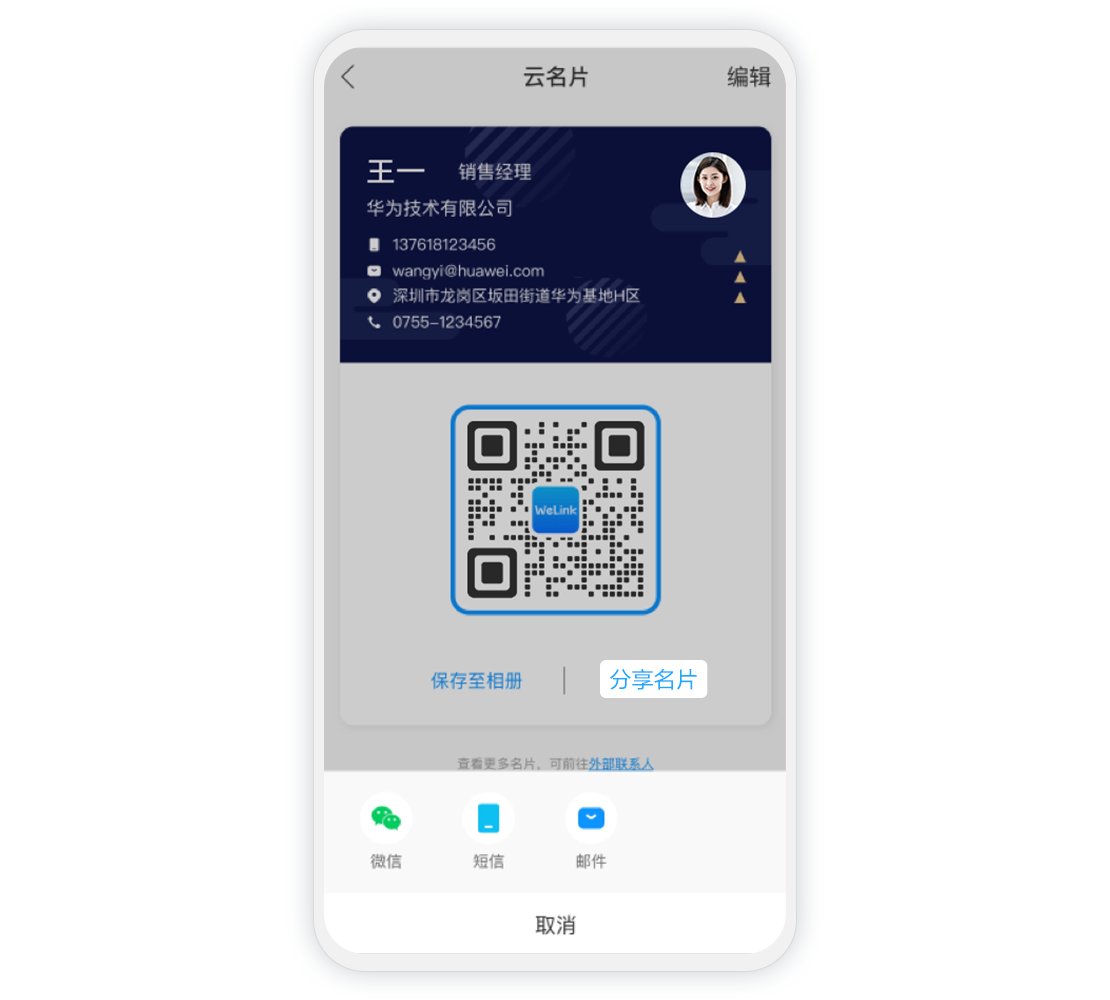 云名片
编辑
王一 销售经理
华为技术有限公司
137618123456
wangyi@huawei.com
深圳市龙岗区坂田街道华为基地H区
0755-1234567
WeLink
保存至相册
分享名片
查看更多名片，可前往外部联系人
微信
短信
邮件
取消